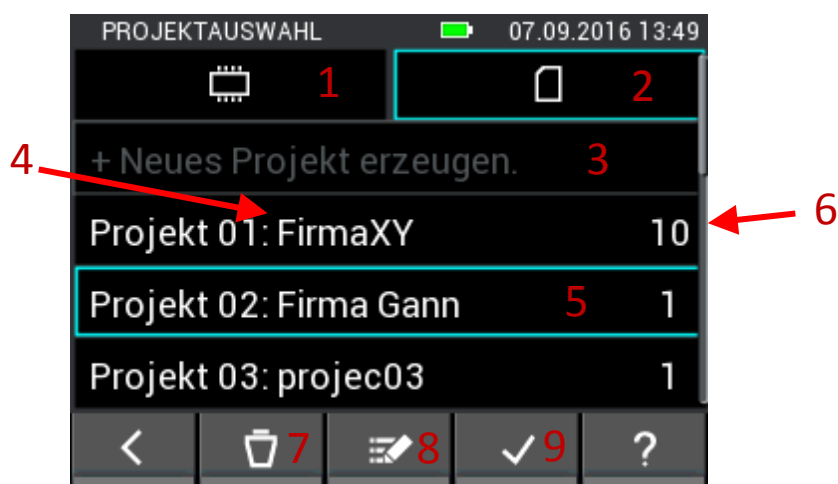 PROJEKTAUSWAHL 07.09.2016 13:49
1 2
+ Neues Projekt erzeugen. 3
4
6
Projekt 01: FirmaXY 10
Projekt 02: Firma Gann 5 1
Projekt 03: projec03 1
7 8 9 ?